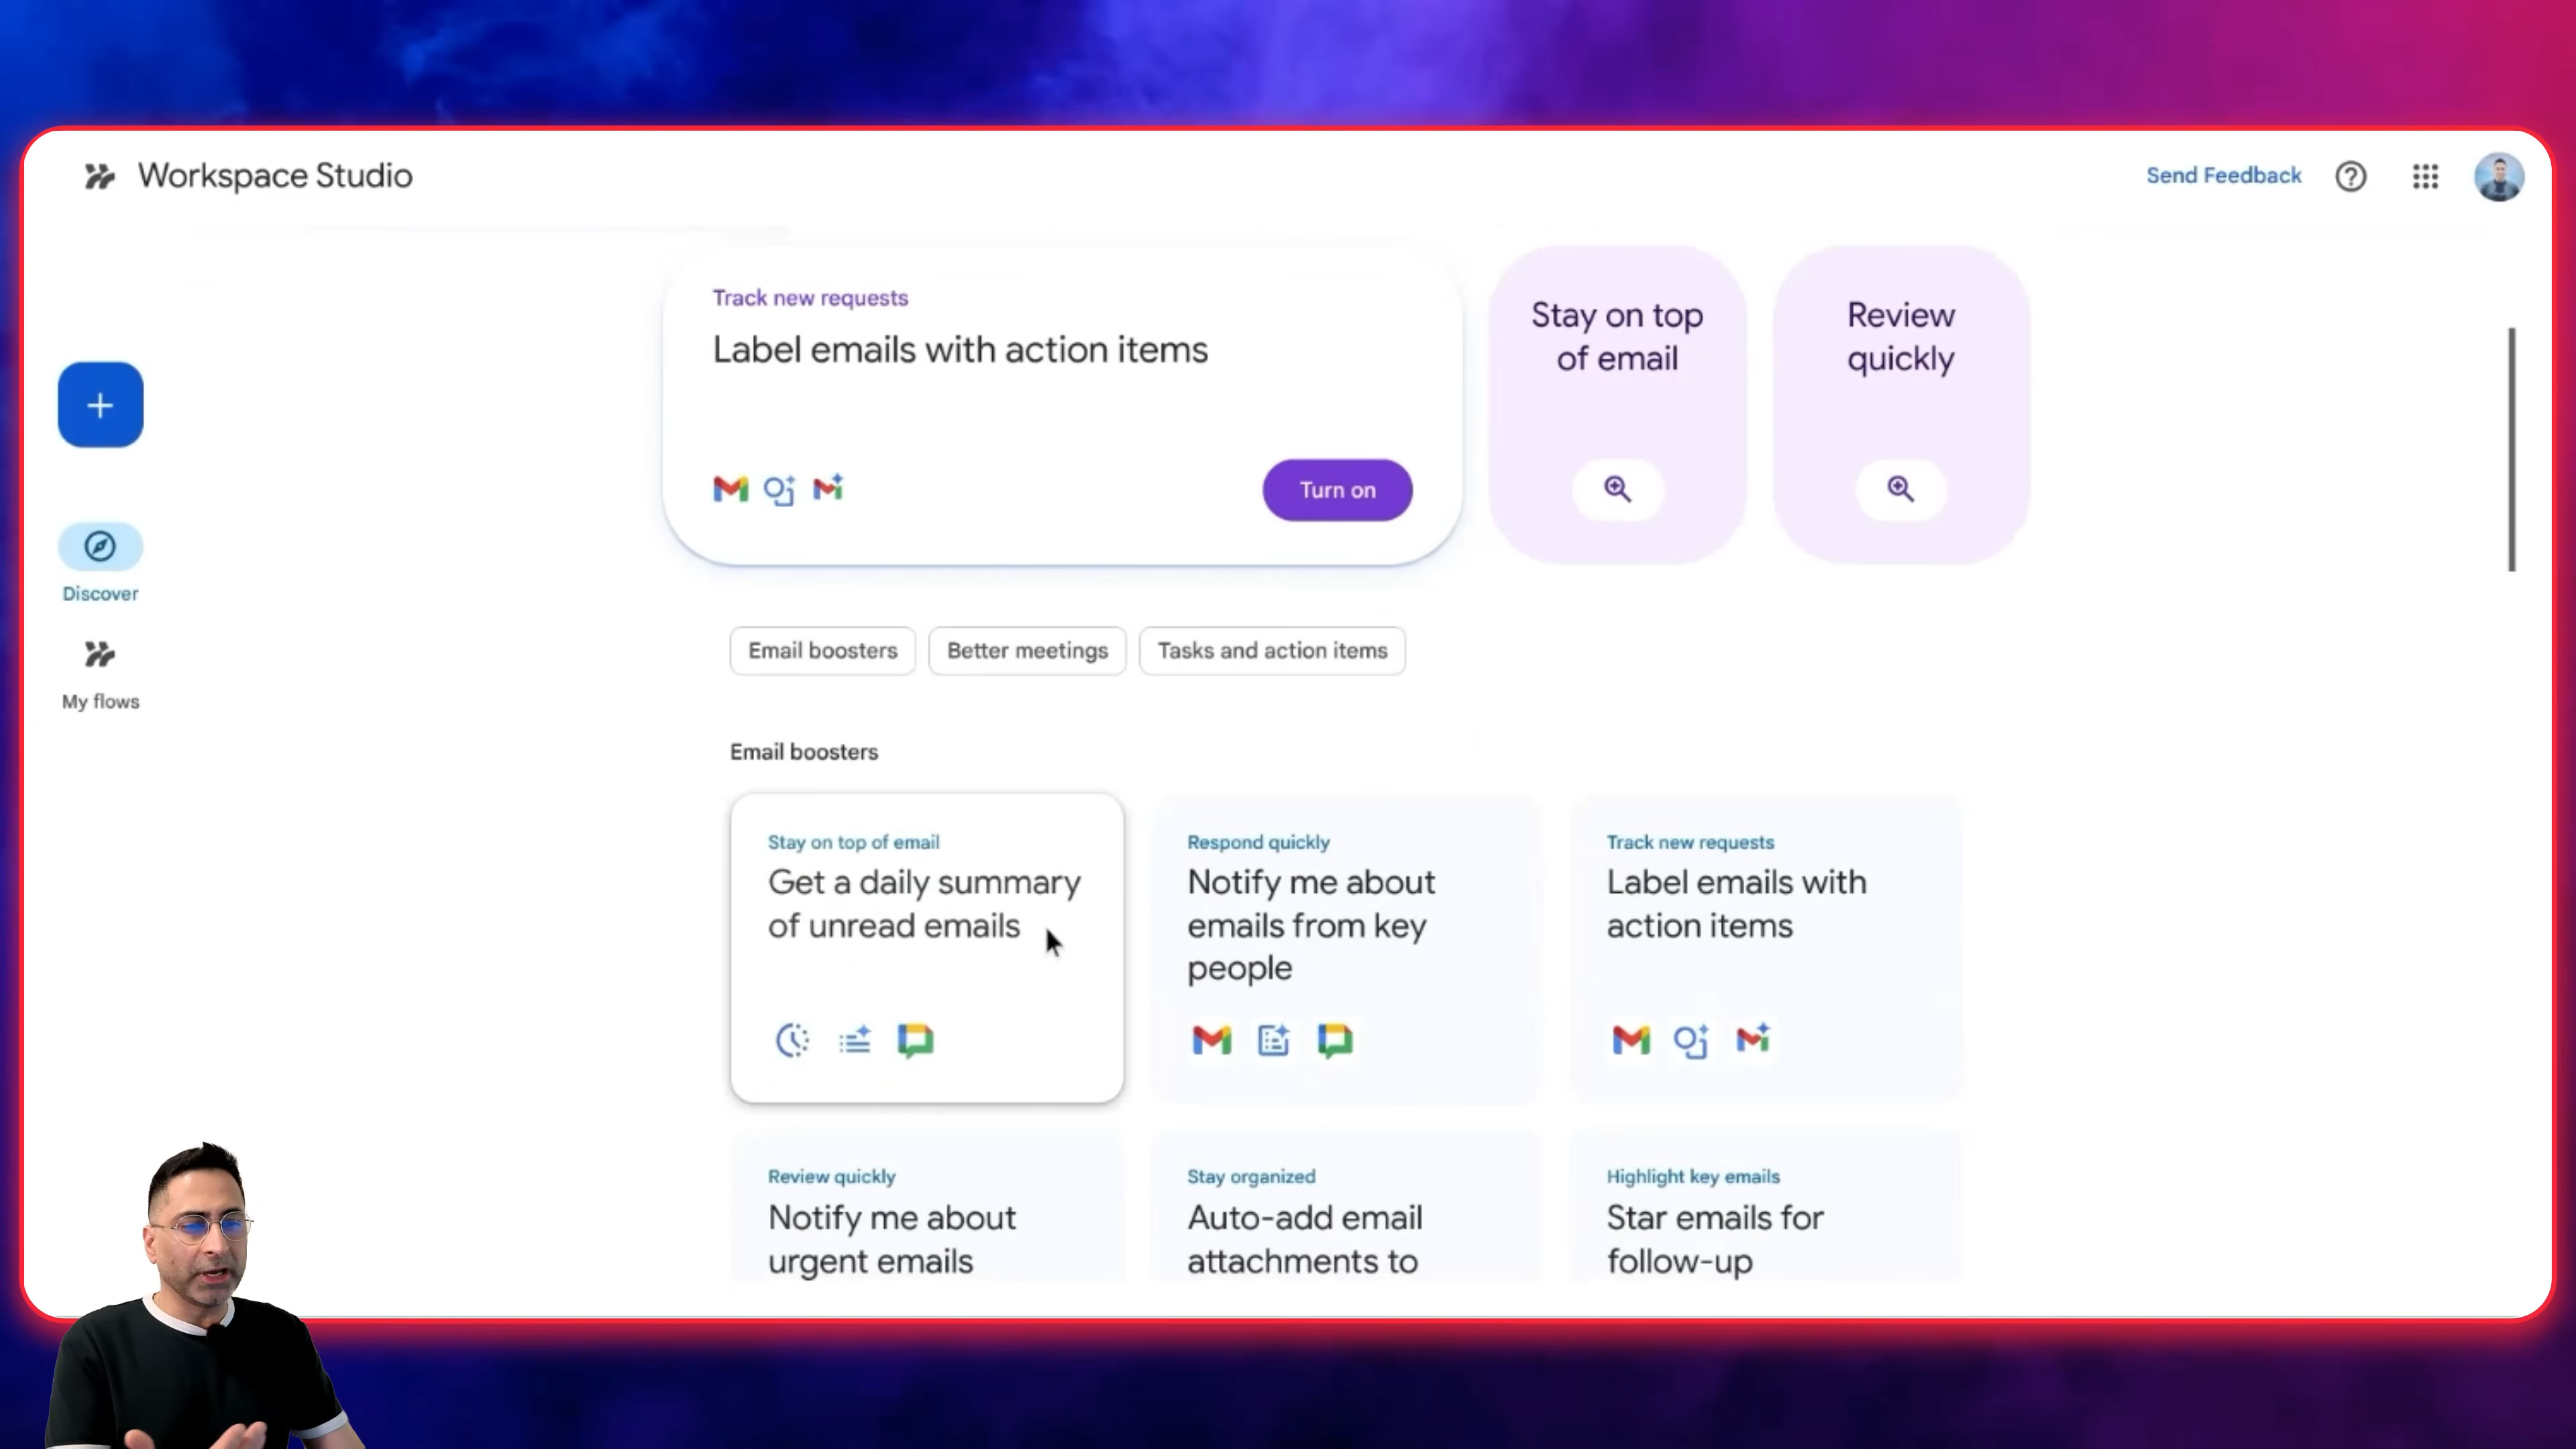 Workspace Studio
Send Feedback
Track new requests
Label emails with action items
Turn on
Stay on top
of email
Review
quickly
Discover
My flows
Email boosters
Better meetings
Tasks and action items
Email boosters
Stay on top of email
Get a daily summary
of unread emails
Respond quickly
Notify me about
emails from key
people
Track new requests
Label emails with
action items
Review quickly
Notify me about
urgent emails
Stay organized
Auto-add email
attachments to
Highlight key emails
Star emails for
follow-up